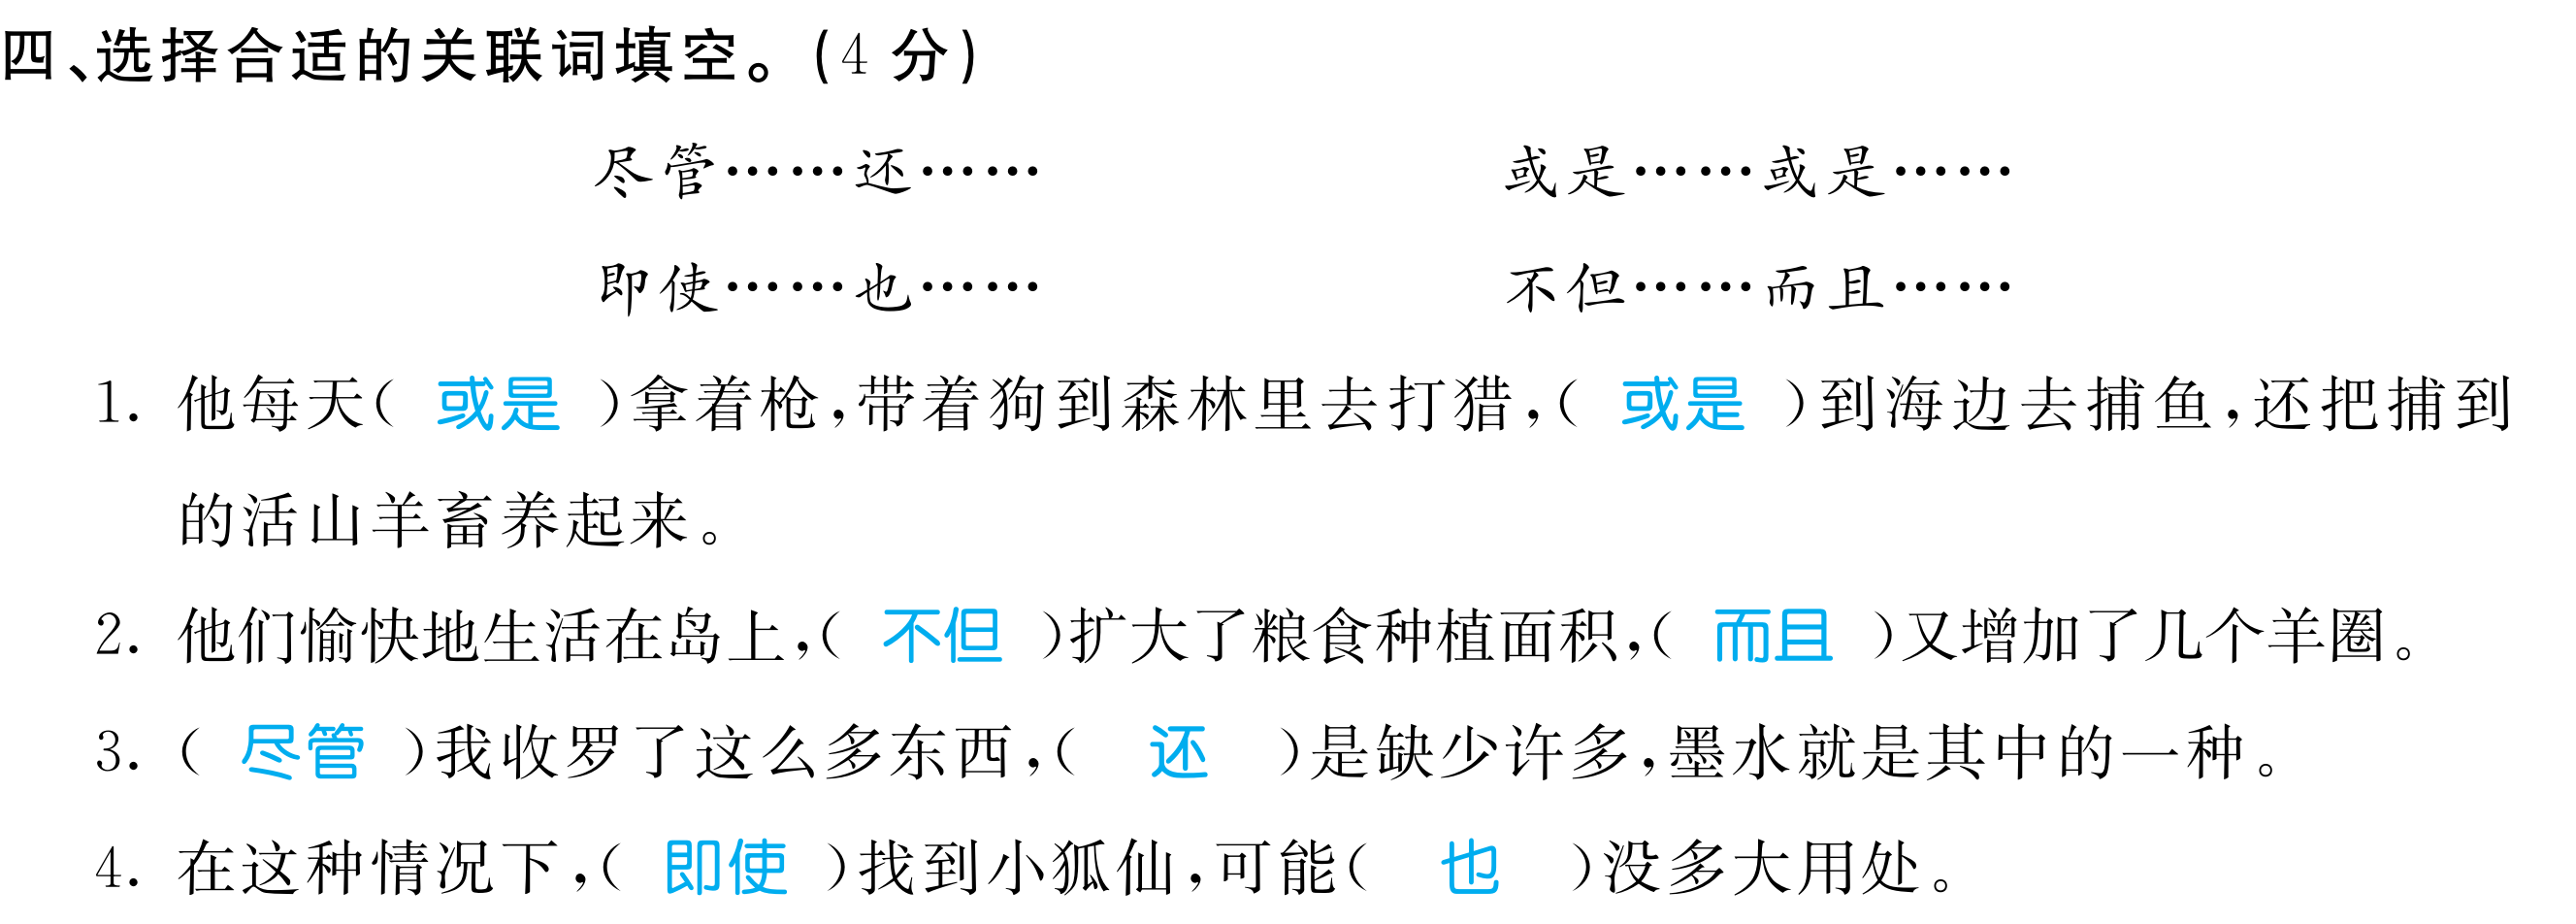 四、选择合适的关联词填空。(4 分)
尽管……还…… 或是……或是……
即使……也…… 不但……而且……
1. 他每天( 或是 )拿着枪,带着狗到森林里去打猎,( 或是 )到海边去捕鱼,还把捕到
的活山羊畜养起来。
2. 他们愉快地生活在岛上,( 不但 )扩大了粮食种植面积,( 而且 )又增加了几个羊圈。
3. ( 尽管 )我收罗了这么多东西,( 还 )是缺少许多,墨水就是其中的一种。
4. 在这种情况下,( 即使 )找到小狐仙,可能( 也 )没多大用处。